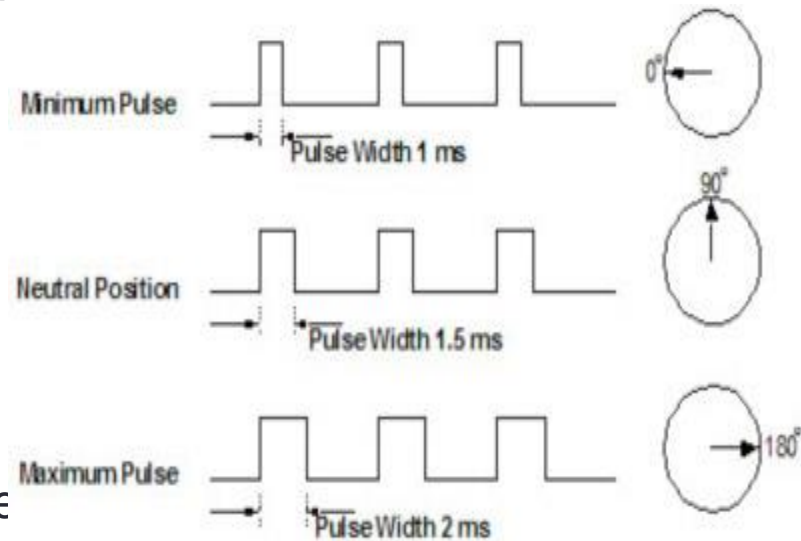 0°
Minimum Pulse
Pulse Width 1 ms
90°
Neutral Position
Pulse Width 1.5 ms
180°
Maximum Pulse
Pulse Width 2 ms